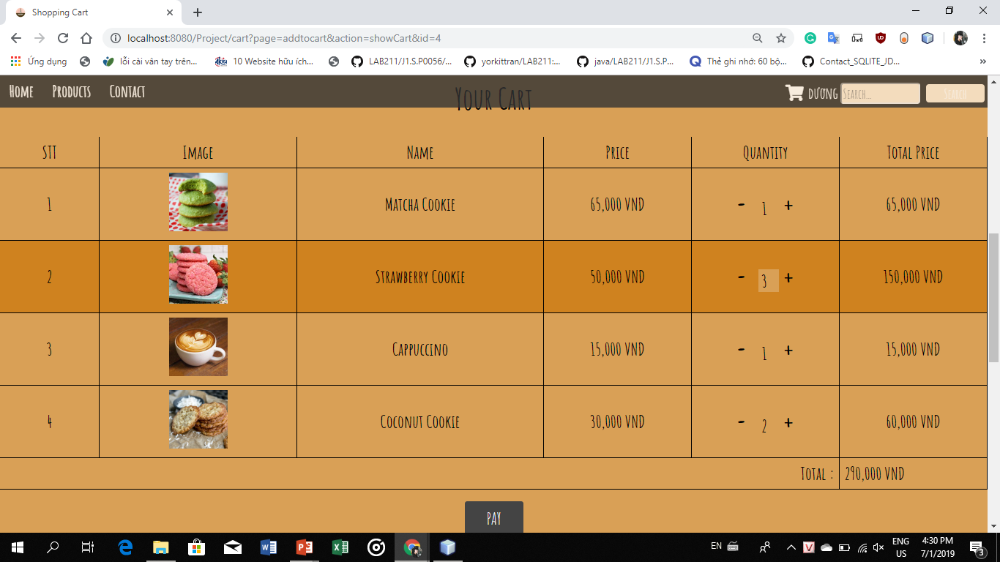 Shopping Cart
localhost:8080/Project/cart?page=addtocart&action=showCart&id=4
Ứng dụng lỗi cài vân tay trên... 10 Website hữu ích... LAB211/J1.S.P0056/... yorkittran/LAB211:... java/LAB211/J1.S.P... Thẻ ghi nhớ: 60 bộ... Contact_SQLITE_JD... »
Home Products Contact Your Cart DƯƠNG Search... Search
STT Image Name Price Quantity Total Price
1 Matcha Cookie 65,000 VND - 1 + 65,000 VND
2 Strawberry Cookie 50,000 VND - 3 + 150,000 VND
3 Cappuccino 15,000 VND - 1 + 15,000 VND
4 Coconut Cookie 30,000 VND - 2 + 60,000 VND
Total : 290,000 VND
PAY
EN ENG 4:30 PM
US 7/1/2019 3